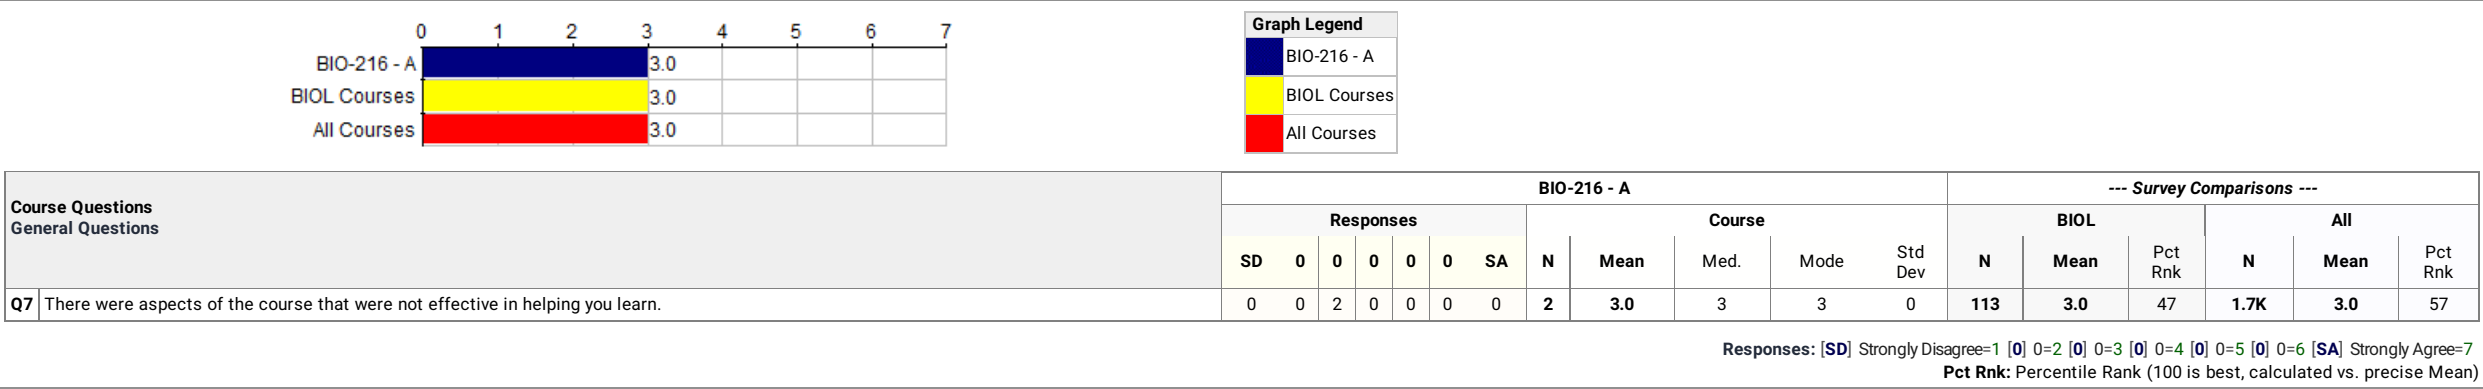 0 1 2 3 4 5 6 7
BIO-216 - A 3.0
BIOL Courses 3.0
All Courses 3.0
Graph Legend
BIO-216 - A
BIOL Courses
All Courses
Course Questions
General Questions
BIO-216 - A --- Survey Comparisons ---
Responses Course BIOL All
SD 0 0 0 0 0 SA N Mean Med. Mode Std Dev N Mean Pct Rnk N Mean Pct Rnk
Q7 There were aspects of the course that were not effective in helping you learn. 0 0 2 0 0 0 0 2 3.0 3 3 0 113 3.0 47 1.7K 3.0 57
Responses: [SD] Strongly Disagree=1 [0] 0=2 [0] 0=3 [0] 0=4 [0] 0=5 [0] 0=6 [SA] Strongly Agree=7
Pct Rnk: Percentile Rank (100 is best, calculated vs. precise Mean)